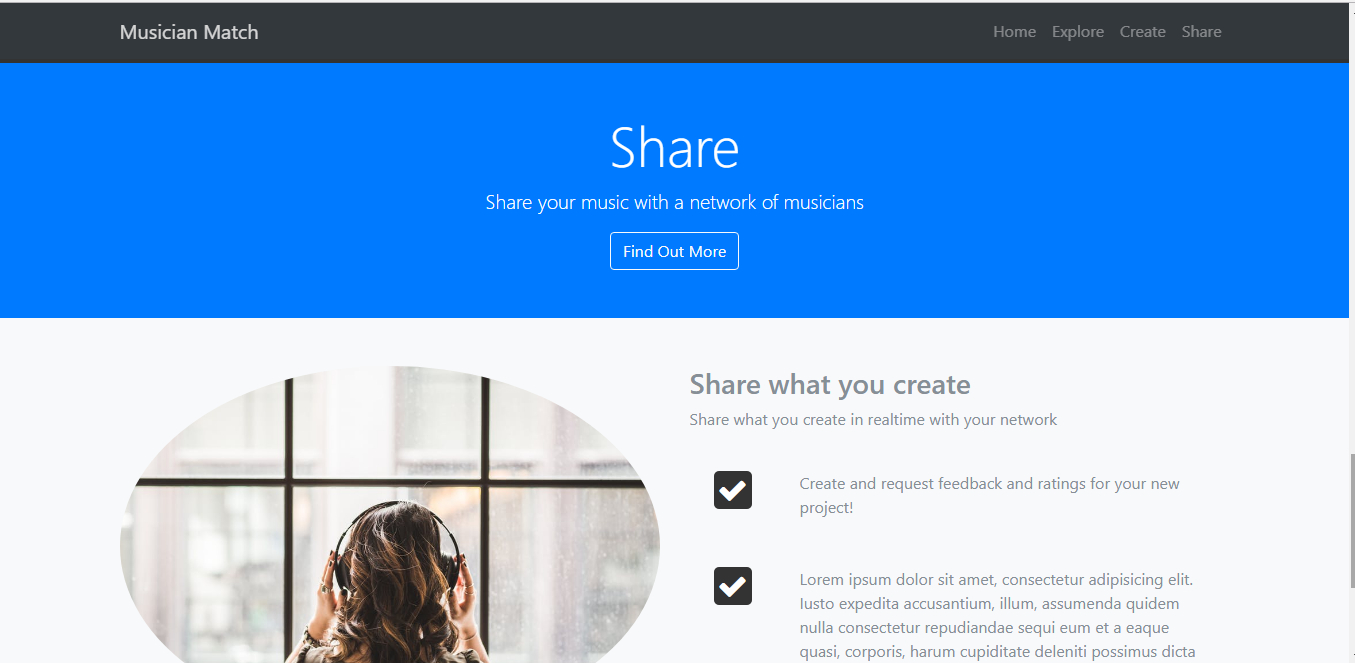 Musician Match
Home Explore Create Share
Share
Share your music with a network of musicians
Find Out More
Share what you create
Share what you create in realtime with your network
Create and request feedback and ratings for your new
project!
Lorem ipsum dolor sit amet, consectetur adipisicing elit.
Iusto expedita accusantium, illum, assumenda quidem
nulla consectetur repudiandae sequi eum et a eaque
quasi, corporis, harum cupiditate deleniti possimus dicta